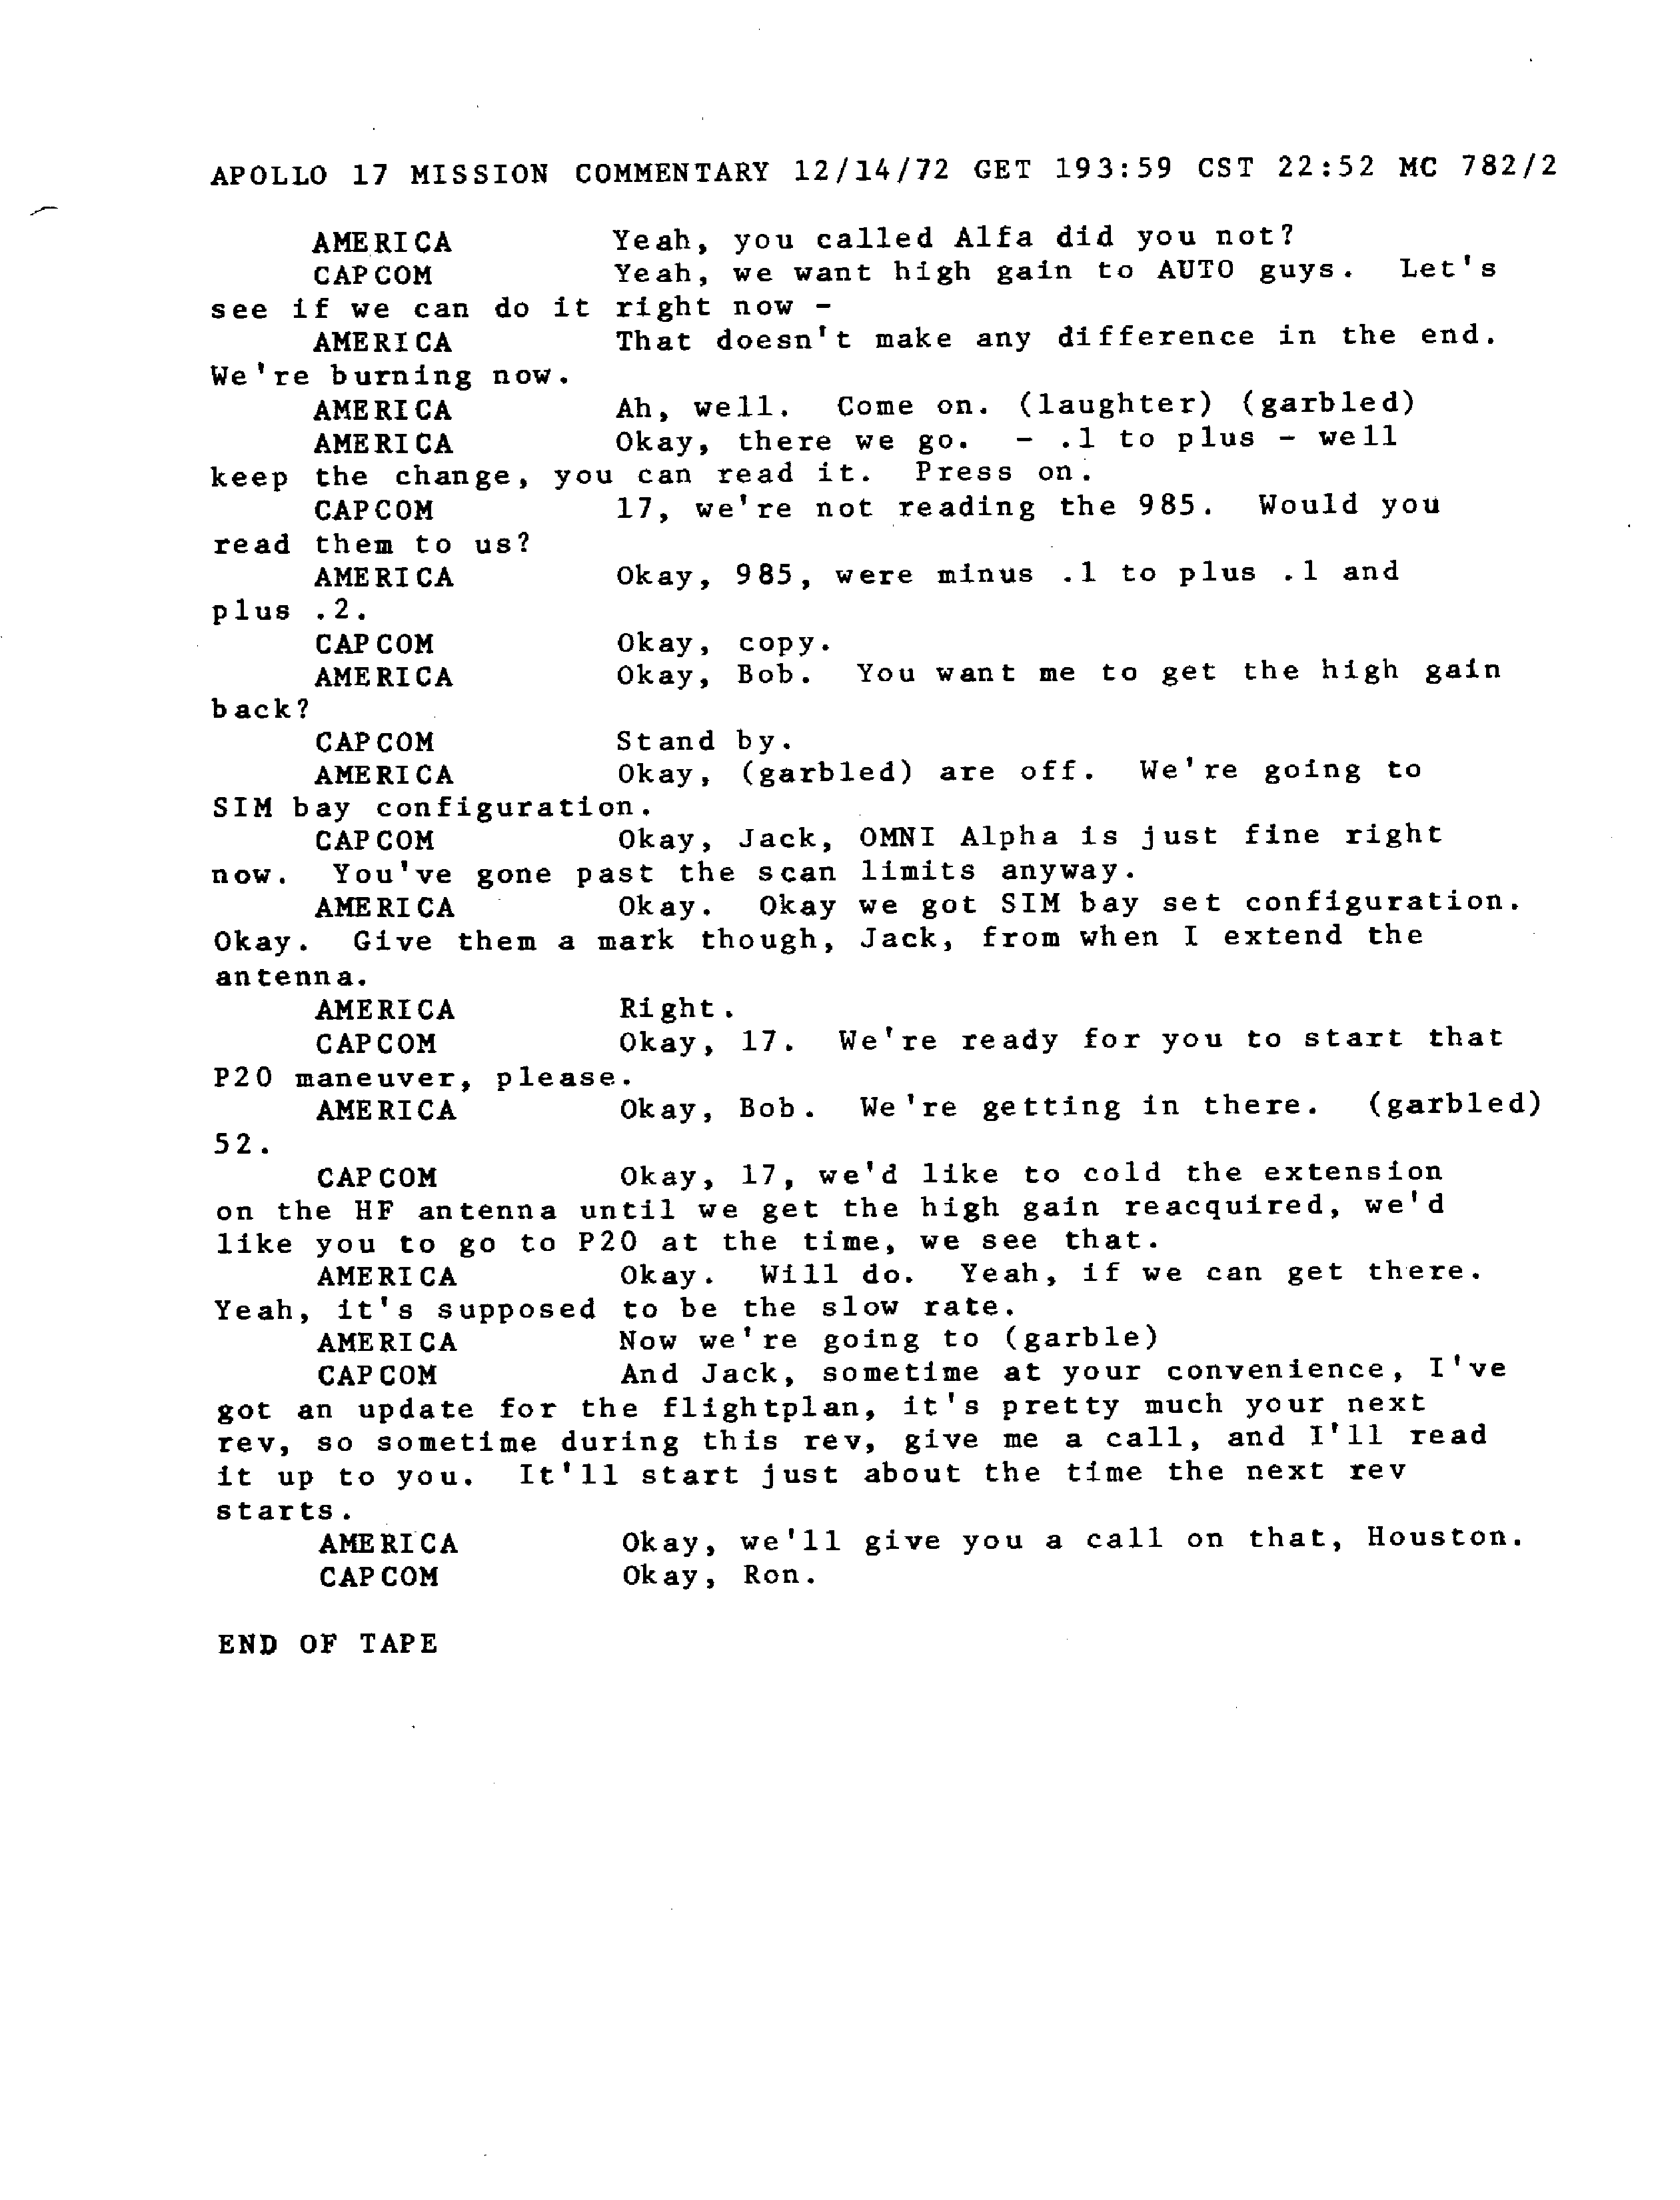 APOLLO 17 MISSION COMMENTARY 12/14/72 GET 193:59 CST 22:52 MC 782/2
AMERICA Yeah, you called Alfa did you not?
CAPCOM Yeah, we want high gain to AUTO guys. Let's
see if we can do it right now -
AMERICA That doesn't make any difference in the end.
We're burning now.
AMERICA Ah, well. Come on. (laughter) (garbled)
AMERICA Okay, there we go. - .1 to plus - well
keep the change, you can read it. Press on.
CAPCOM 17, we're not reading the 985. Would you
read them to us?
AMERICA Okay, 985, were minus .1 to plus .1 and
plus .2.
CAPCOM Okay, copy.
AMERICA Okay, Bob. You want me to get the high gain
back?
CAPCOM Stand by.
AMERICA Okay, (garbled) are off. We're going to
SIM bay configuration.
CAPCOM Okay, Jack, OMNI Alpha is just fine right
now. You've gone past the scan limits anyway.
AMERICA Okay. Okay we got SIM bay set configuration.
Okay. Give them a mark though, Jack, from when I extend the
antenna.
AMERICA Right.
CAPCOM Okay, 17. We're ready for you to start that
P20 maneuver, please.
AMERICA Okay, Bob. We're getting in there. (garbled)
52.
CAPCOM Okay, 17, we'd like to cold the extension
on the HF antenna until we get the high gain reacquired, we'd
like you to go to P20 at the time, we see that.
AMERICA Okay. Will do. Yeah, if we can get there.
Yeah, it's supposed to be the slow rate.
AMERICA Now we're going to (garble)
CAPCOM And Jack, sometime at your convenience, I've
got an update for the flightplan, it's pretty much your next
rev, so sometime during this rev, give me a call, and I'll read
it up to you. It'll start just about the time the next rev
starts.
AMERICA Okay, we'll give you a call on that, Houston.
CAPCOM Okay, Ron.
END OF TAPE